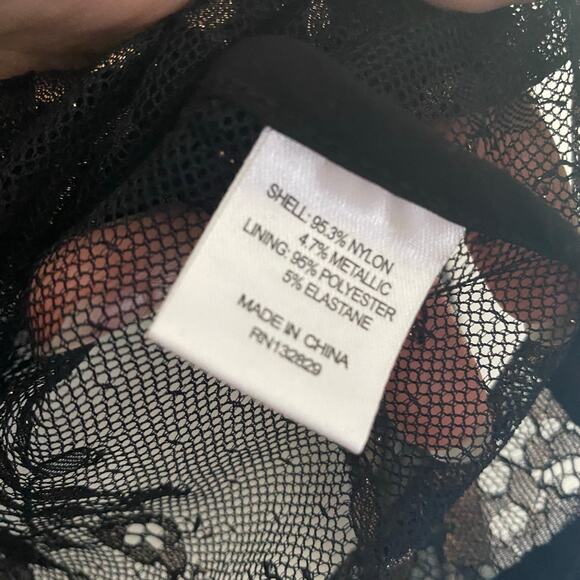 SHELL: 95.3% NYLON
4.7% METALLIC
LINING: 95% POLYESTER
5% ELASTANE
MADE IN CHINA
RN132829